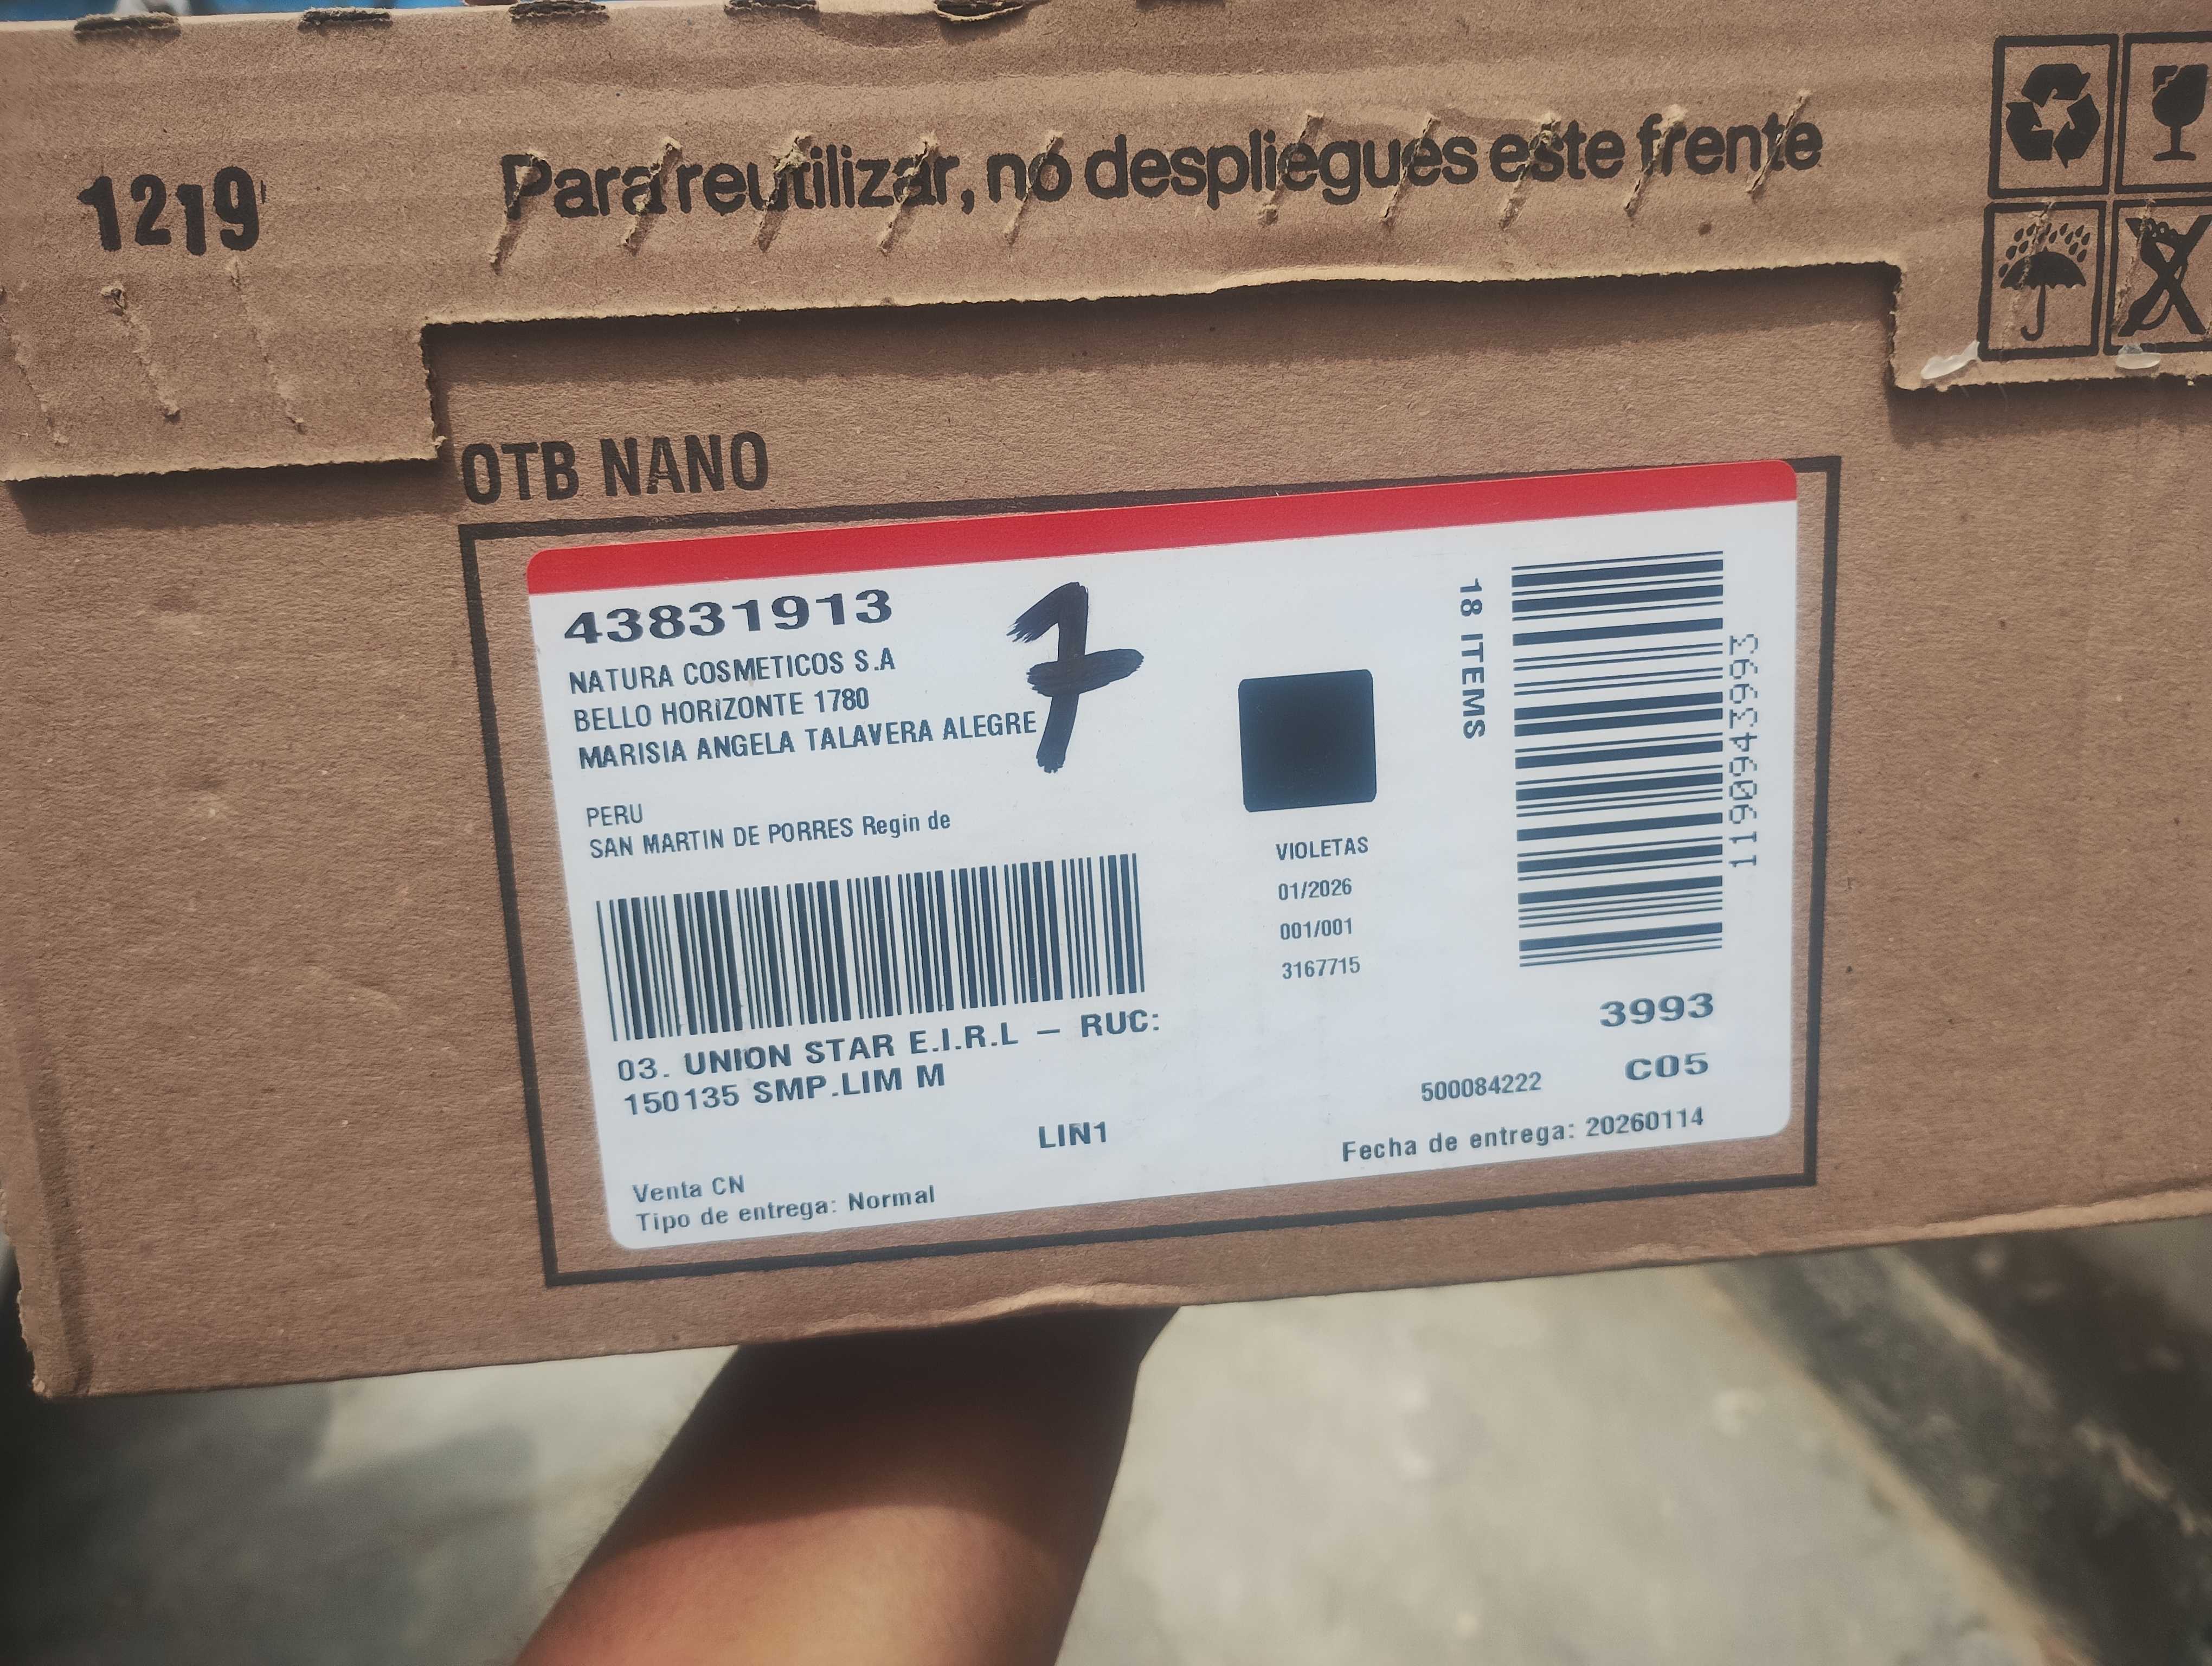 1219
Para reutilizar, no despliegues este frente
OTB NANO
43831913
7
NATURA COSMETICOS S.A
BELLO HORIZONTE 1780
MARISIA ANGELA TALAVERA ALEGRE
PERU
SAN MARTIN DE PORRES Regin de
03. UNION STAR E.I.R.L – RUC:
150135 SMP.LIM M
LIN1
Venta CN
Tipo de entrega: Normal
VIOLETAS
01/2026
001/001
3167715
18 ITEMS
1190943993
3993
C05
500084222
Fecha de entrega: 20260114